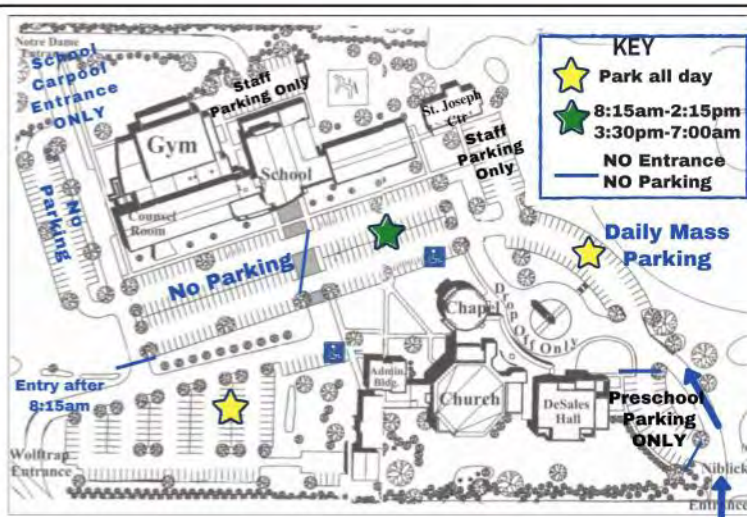 Notre Dame
Entrance
School
Carpool
Entrance
ONLY
Staff
Parking Only
St. Joseph
Ctr
Staff
Parking
Only
KEY
Park all day
8:15am-2:15pm
3:30pm-7:00am
NO Entrance
NO Parking
Gym
School
Counsel
Room
No
Parking
No Parking
Daily Mass
Parking
Chapel
Drop
Off Only
Entry after
8:15am
Admin.
Bldg.
Church
DeSales
Hall
Preschool
Parking
ONLY
Wolftrap
Entrance
Niblick
Entrance